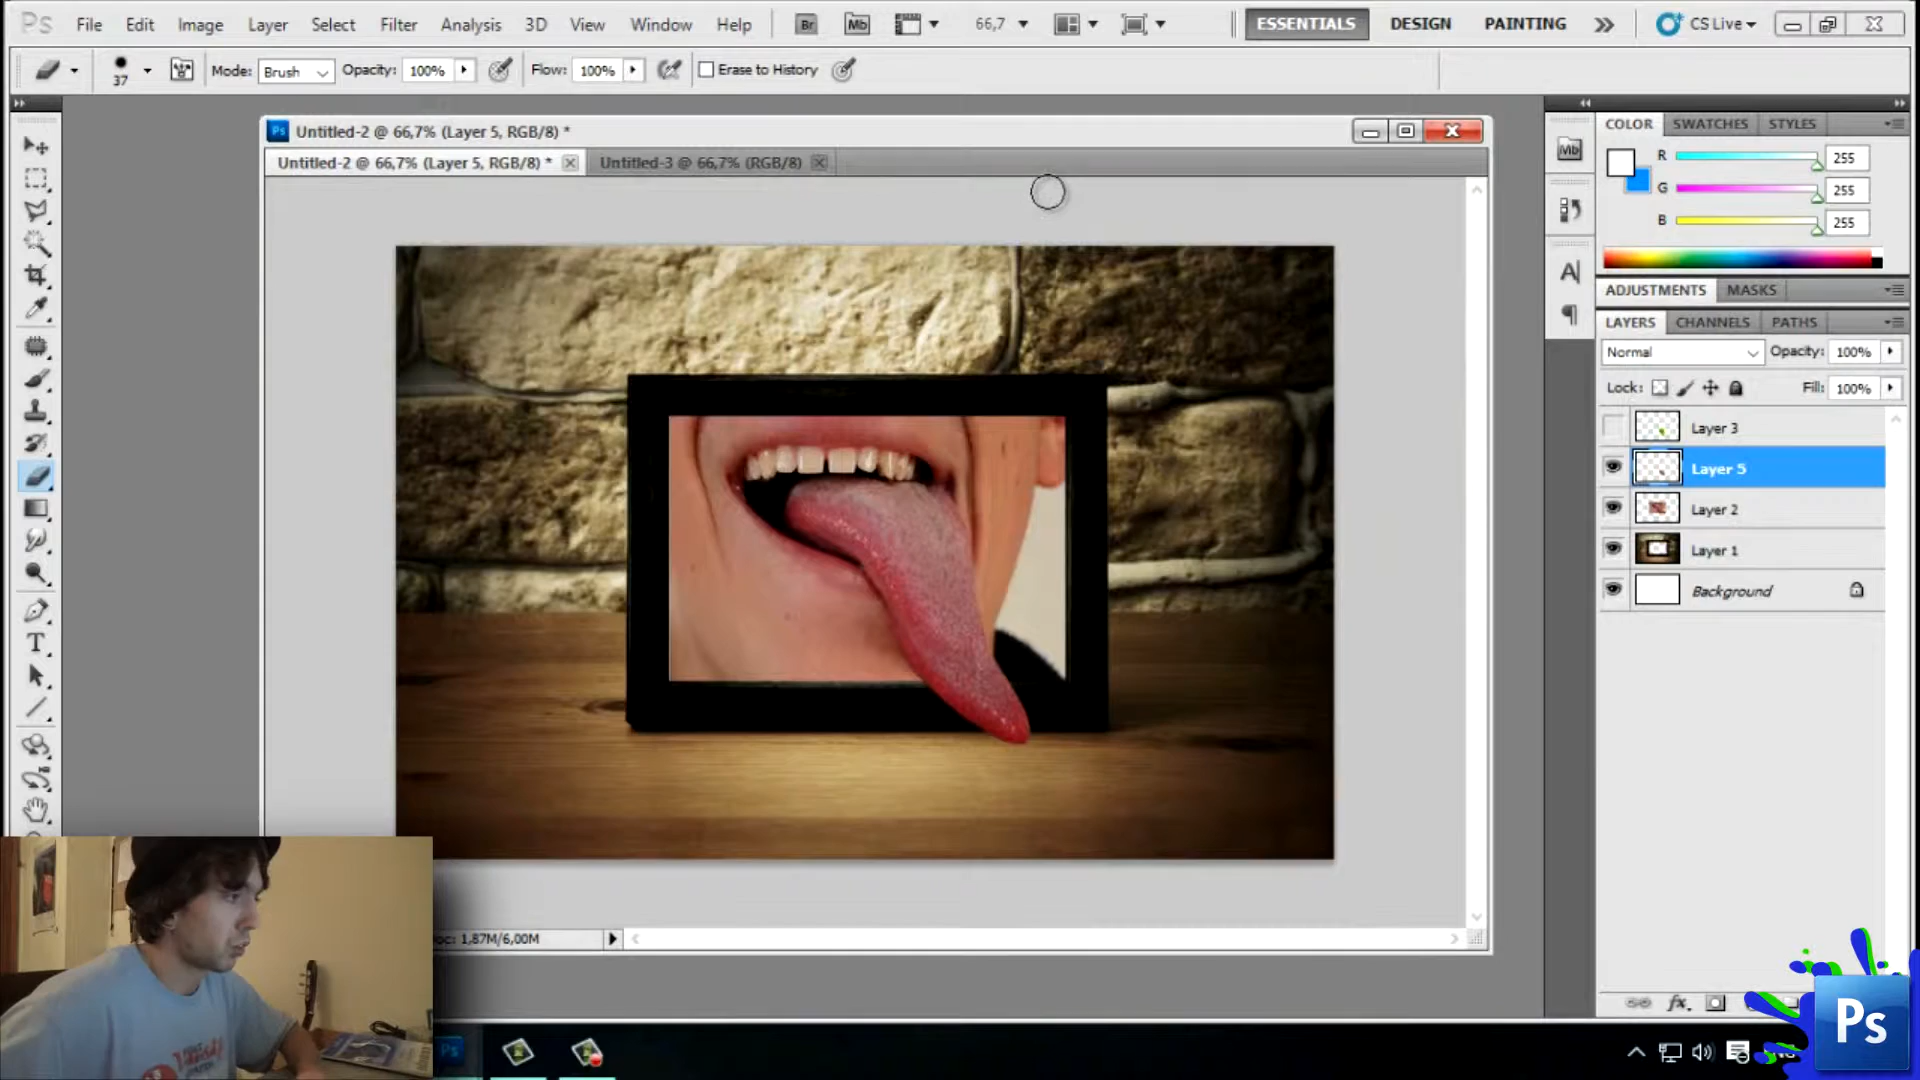 Ps File Edit Image Layer Select Filter Analysis 3D View Window Help Br Mb 66,7 ESSENTIALS DESIGN PAINTING CS Live
37 Mode: Brush Opacity: 100% Flow: 100% Erase to History
Ps Untitled-2 @ 66,7% (Layer 5, RGB/8) *
Untitled-2 @ 66,7% (Layer 5, RGB/8) * Untitled-3 @ 66,7% (RGB/8)
COLOR SWATCHES STYLES
Mb
R 255
G 255
B 255
A
ADJUSTMENTS MASKS
LAYERS CHANNELS PATHS
Normal Opacity: 100%
Lock: Fill: 100%
Layer 3
Layer 5
Layer 2
Layer 1
Background
T
1,87M/6,00M
Ps
Ps